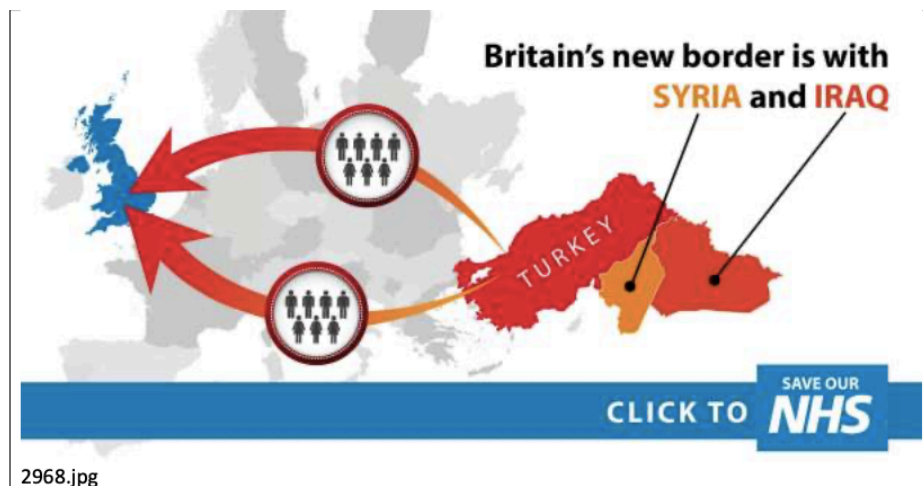 Britain's new border is with
SYRIA and IRAQ
TURKEY
CLICK TO
SAVE OUR
NHS
2968.jpg